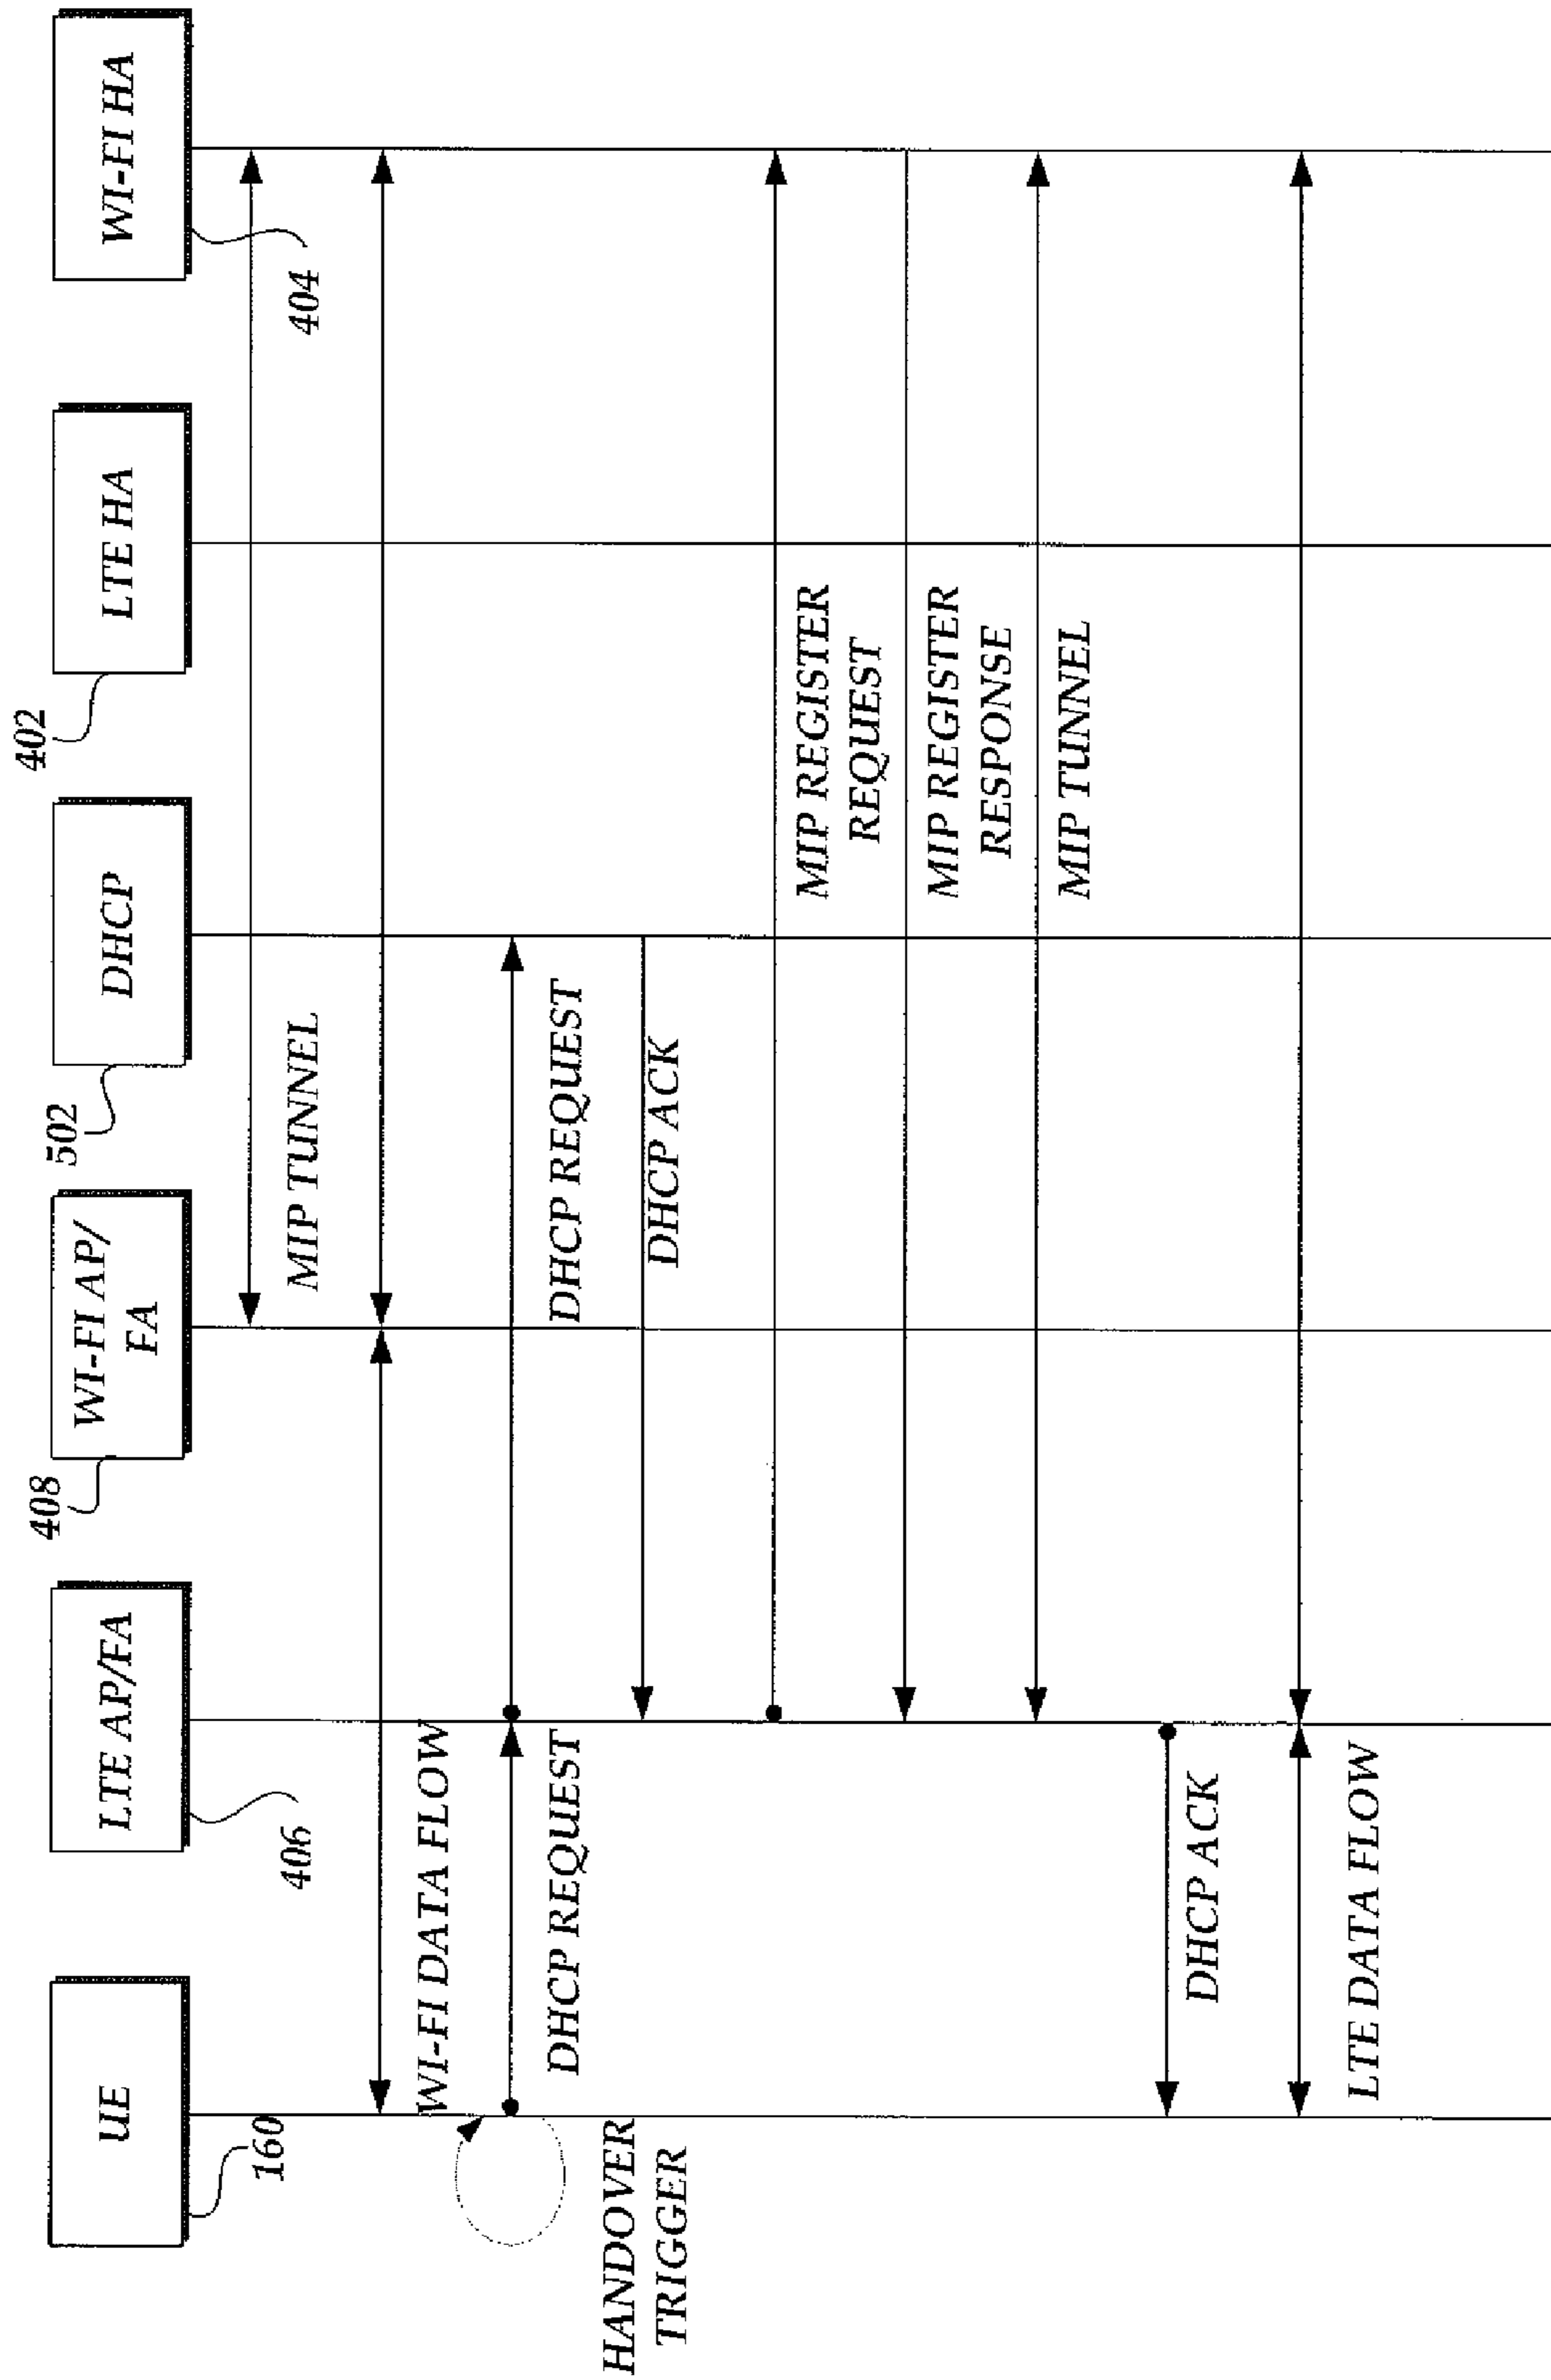 UE
160
LTE AP/FA
406
WI-FI AP/
FA
408
DHCP
502
LTE HA
402
WI-FI HA
404
MIP TUNNEL
WI-FI DATA FLOW
HANDOVER
TRIGGER
DHCP REQUEST
DHCP REQUEST
DHCP ACK
MIP REGISTER
REQUEST
MIP REGISTER
RESPONSE
MIP TUNNEL
DHCP ACK
LTE DATA FLOW